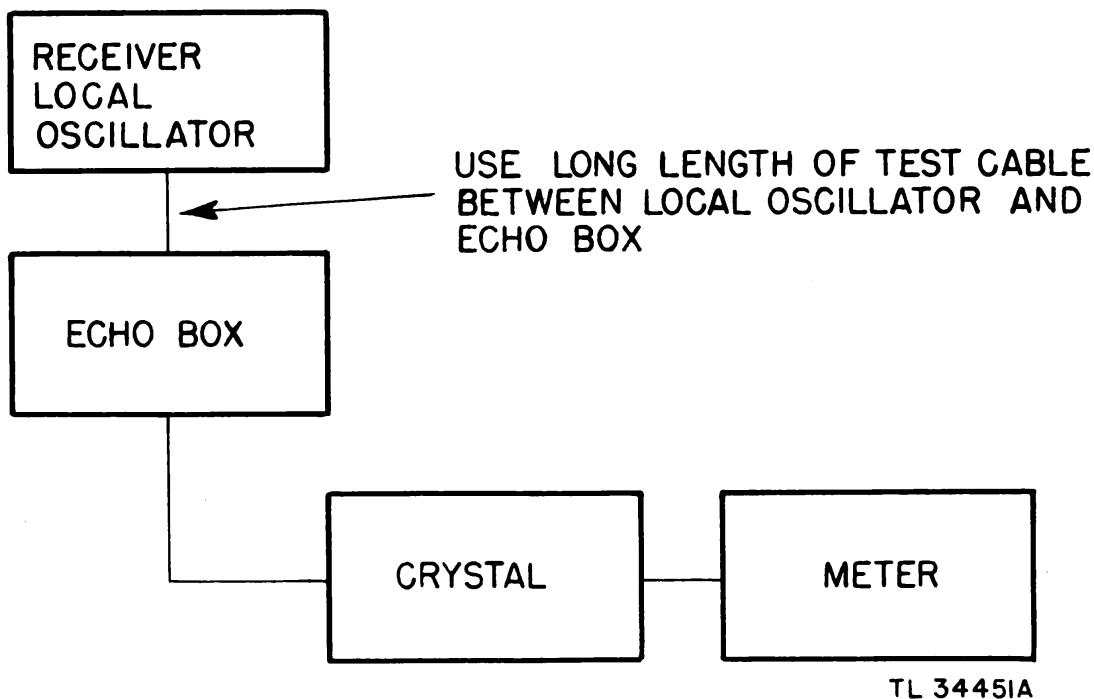 RECEIVER
LOCAL
OSCILLATOR
USE LONG LENGTH OF TEST CABLE
BETWEEN LOCAL OSCILLATOR AND
ECHO BOX
ECHO BOX
CRYSTAL
METER
TL 34451A